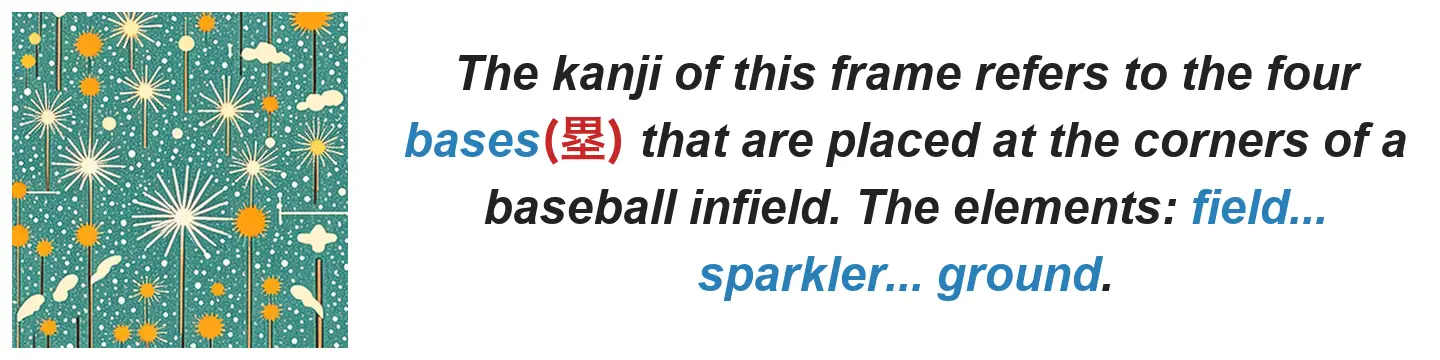 The kanji of this frame refers to the four
bases(塁) that are placed at the corners of a
baseball infield. The elements: field...
sparkler... ground.